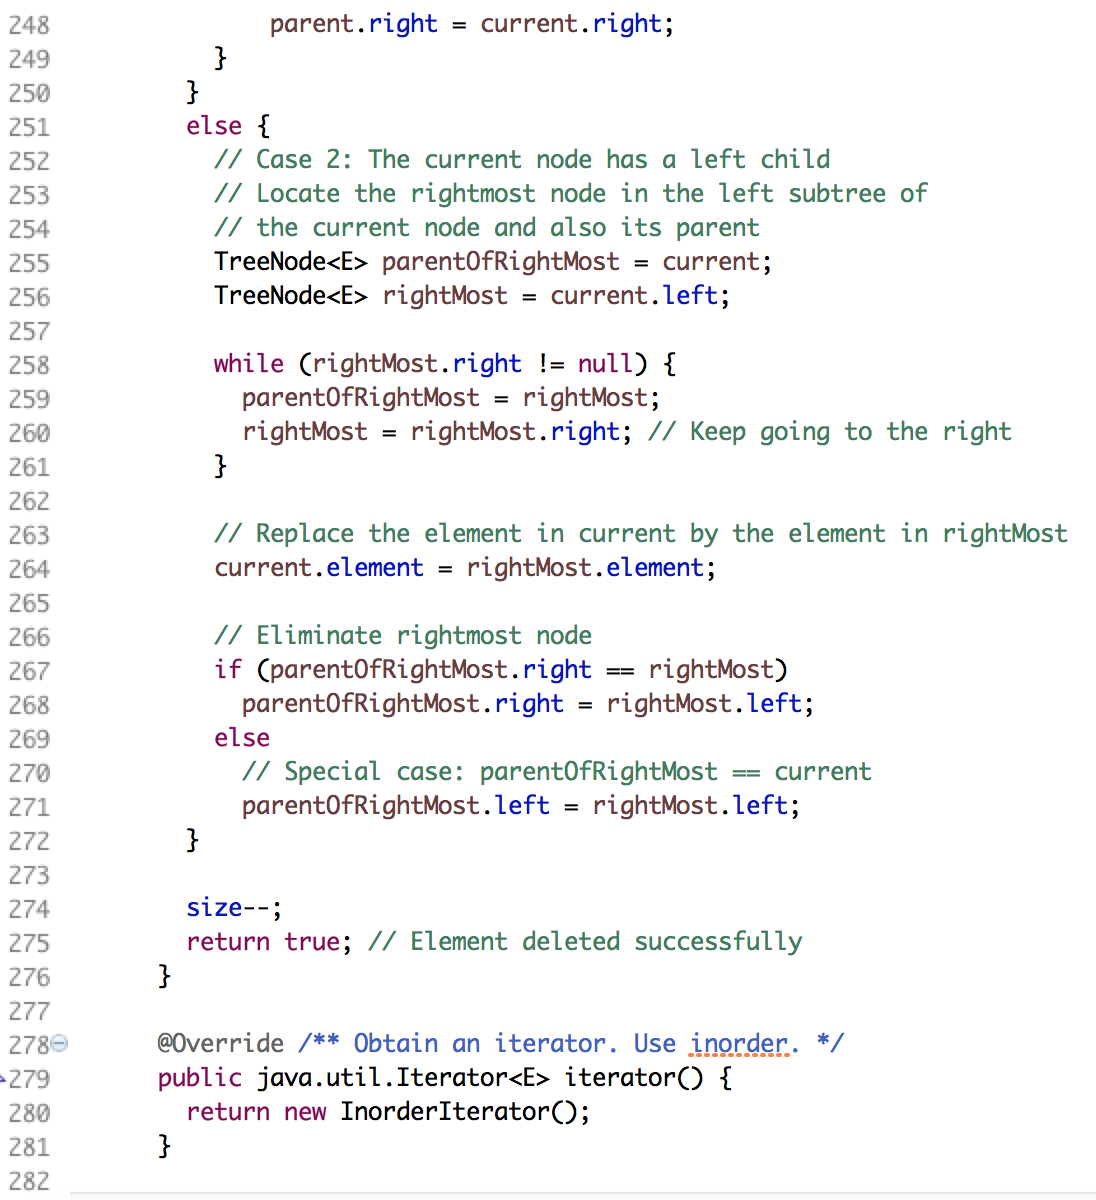 248 parent.right = current.right;
249 }
250 }
251 else {
252 // Case 2: The current node has a left child
253 // Locate the rightmost node in the left subtree of
254 // the current node and also its parent
255 TreeNode<E> parentOfRightMost = current;
256 TreeNode<E> rightMost = current.left;
257
258 while (rightMost.right != null) {
259 parentOfRightMost = rightMost;
260 rightMost = rightMost.right; // Keep going to the right
261 }
262
263 // Replace the element in current by the element in rightMost
264 current.element = rightMost.element;
265
266 // Eliminate rightmost node
267 if (parentOfRightMost.right == rightMost)
268 parentOfRightMost.right = rightMost.left;
269 else
270 // Special case: parentOfRightMost == current
271 parentOfRightMost.left = rightMost.left;
272 }
273
274 size--;
275 return true; // Element deleted successfully
276 }
277
278 @Override /** Obtain an iterator. Use inorder. */
279 public java.util.Iterator<E> iterator() {
280 return new InorderIterator();
281 }
282